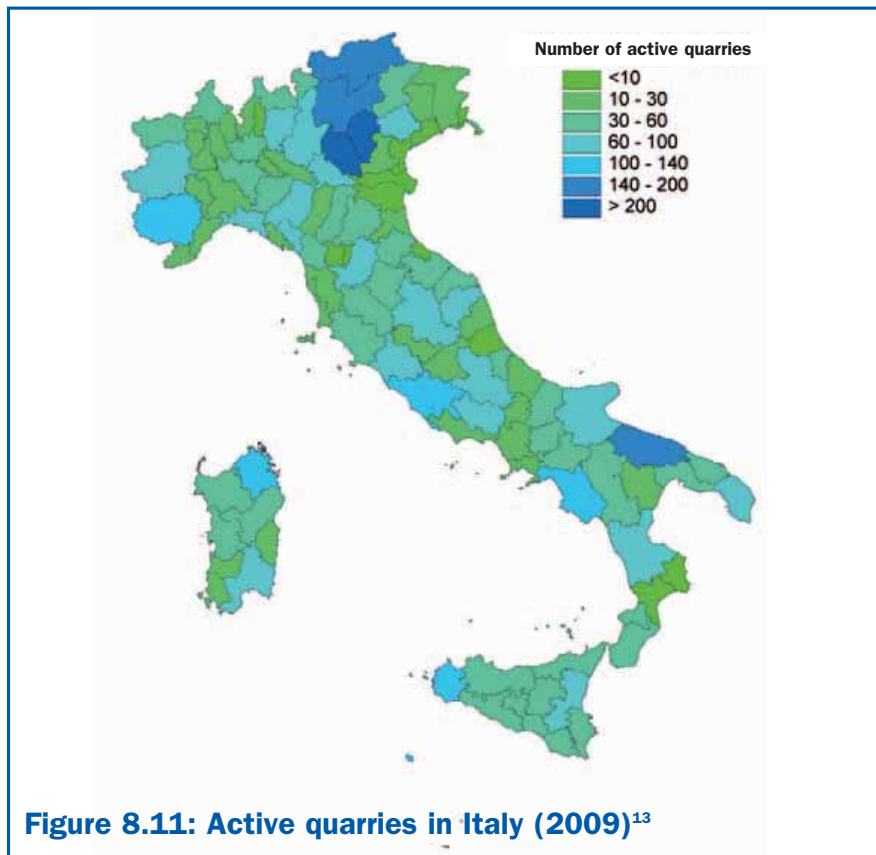 Number of active quarries
<10
10 - 30
30 - 60
60 - 100
100 - 140
140 - 200
> 200
Figure 8.11: Active quarries in Italy (2009)¹³